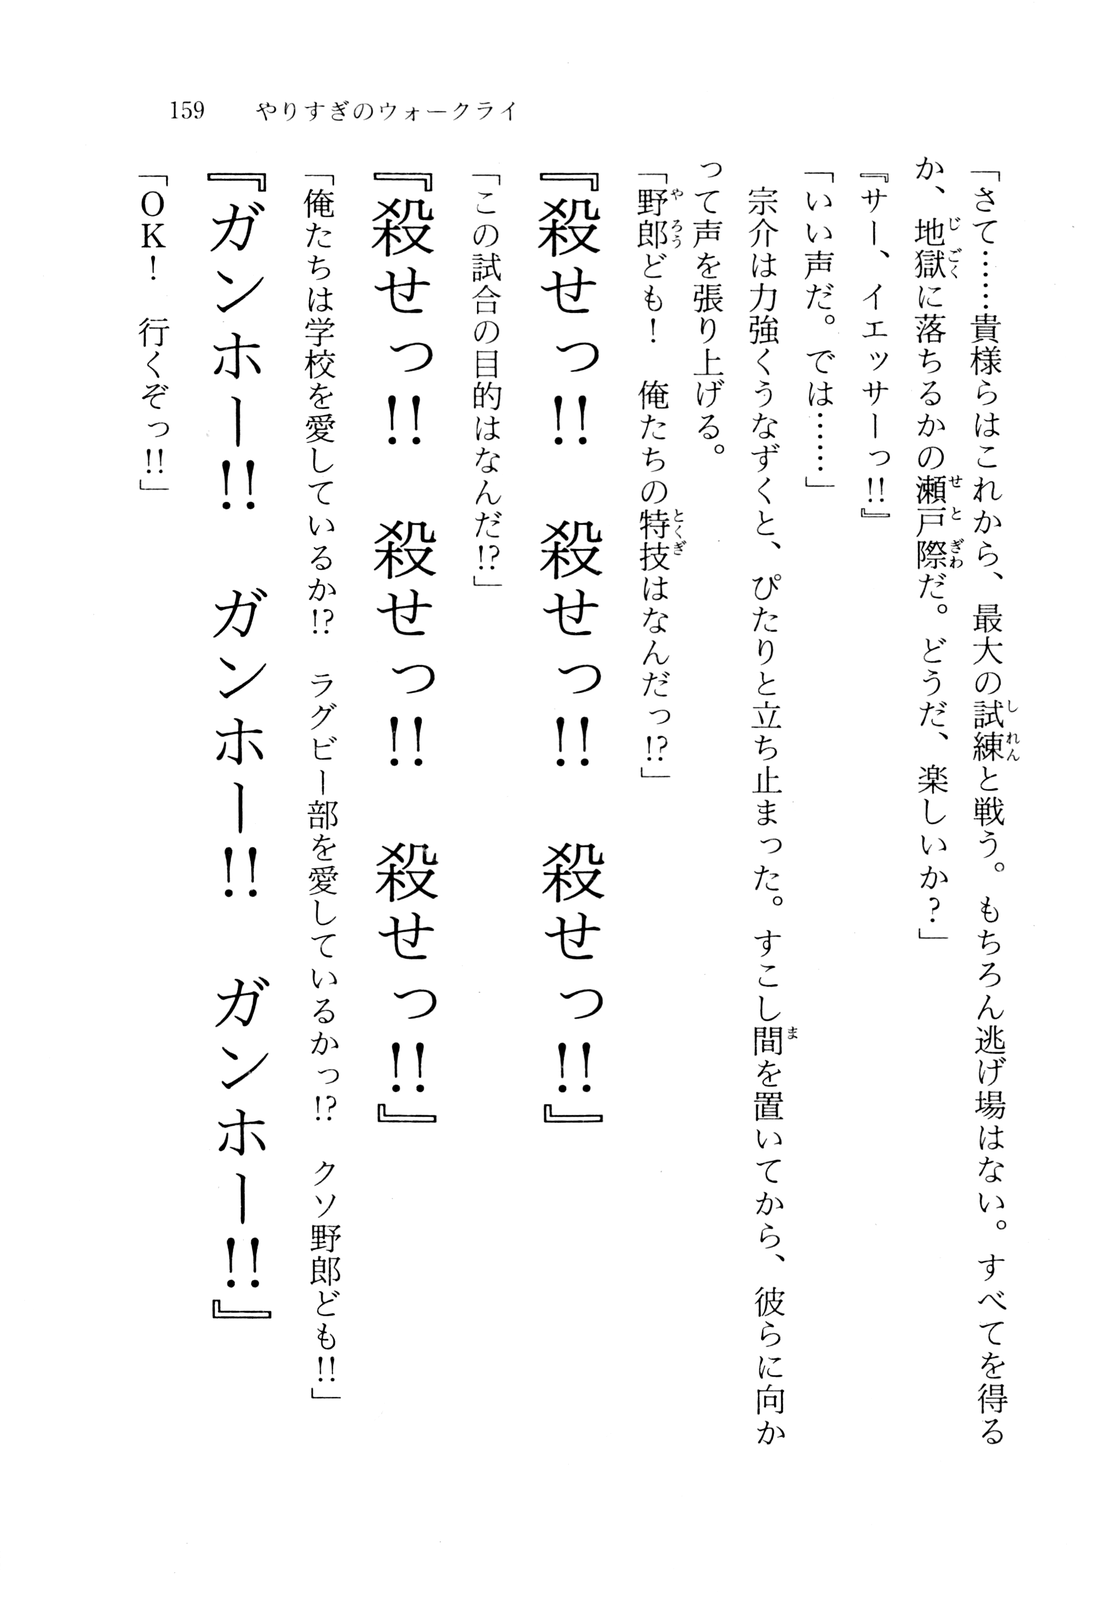 159　やりすぎのウォークライ
「さて……貴様らはこれから、最大の試練と戦う。もちろん逃げ場はない。すべてを得る
か、地獄に落ちるかの瀬戸際だ。どうだ、楽しいか？」
『サー、イエッサーっ!!』
「いい声だ。では……」
　宗介は力強くうなずくと、ぴたりと立ち止まった。すこし間を置いてから、彼らに向か
って声を張り上げる。
「野郎ども！　俺たちの特技はなんだっ!?」
『殺せっ!!　殺せっ!!　殺せっ!!』
「この試合の目的はなんだ!?」
『殺せっ!!　殺せっ!!　殺せっ!!』
「俺たちは学校を愛しているか!?　ラグビー部を愛しているかっ!?　クソ野郎ども!!」
『ガンホー!!　ガンホー!!　ガンホー!!』
「ＯＫ！　行くぞっ!!」